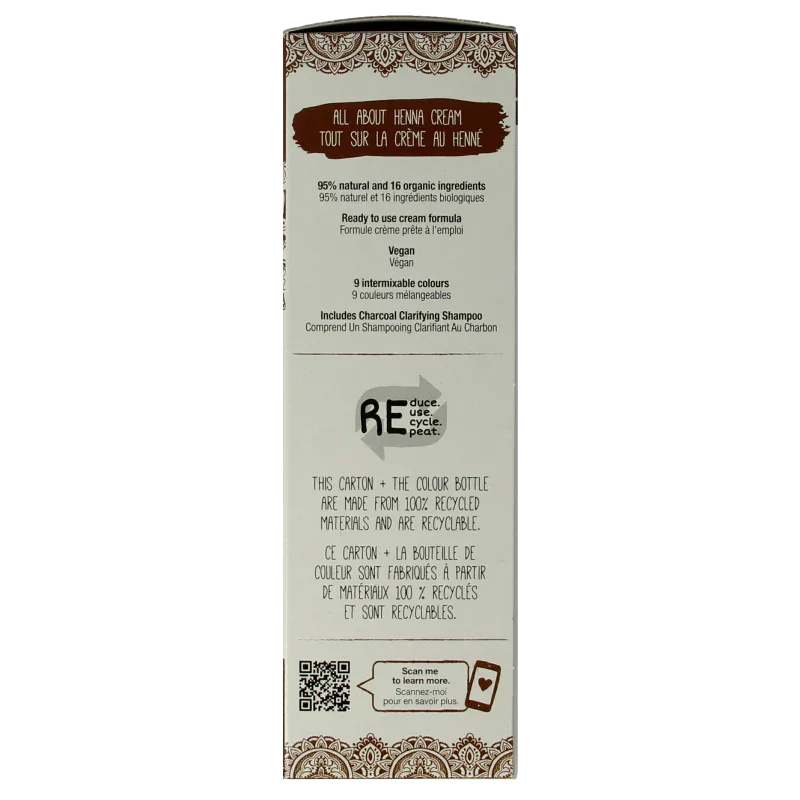 ALL ABOUT HENNA CREAM
TOUT SUR LA CRÈME AU HENNÉ
95% natural and 16 organic ingredients
95% naturel et 16 ingrédients biologiques
Ready to use cream formula
Formule crème prête à l'emploi
Vegan
Végan
9 intermixable colours
9 couleurs mélangeables
Includes Charcoal Clarifying Shampoo
Comprend Un Shampooing Clarifiant Au Charbon
REduce.
use.
cycle.
peat.
THIS CARTON + THE COLOUR BOTTLE
ARE MADE FROM 100% RECYCLED
MATERIALS AND ARE RECYCLABLE.
CE CARTON + LA BOUTEILLE DE
COULEUR SONT FABRIQUÉS À PARTIR
DE MATÉRIAUX 100 % RECYCLÉS
ET SONT RECYCLABLES.
Scan me
to learn more.
Scannez-moi
pour en savoir plus.